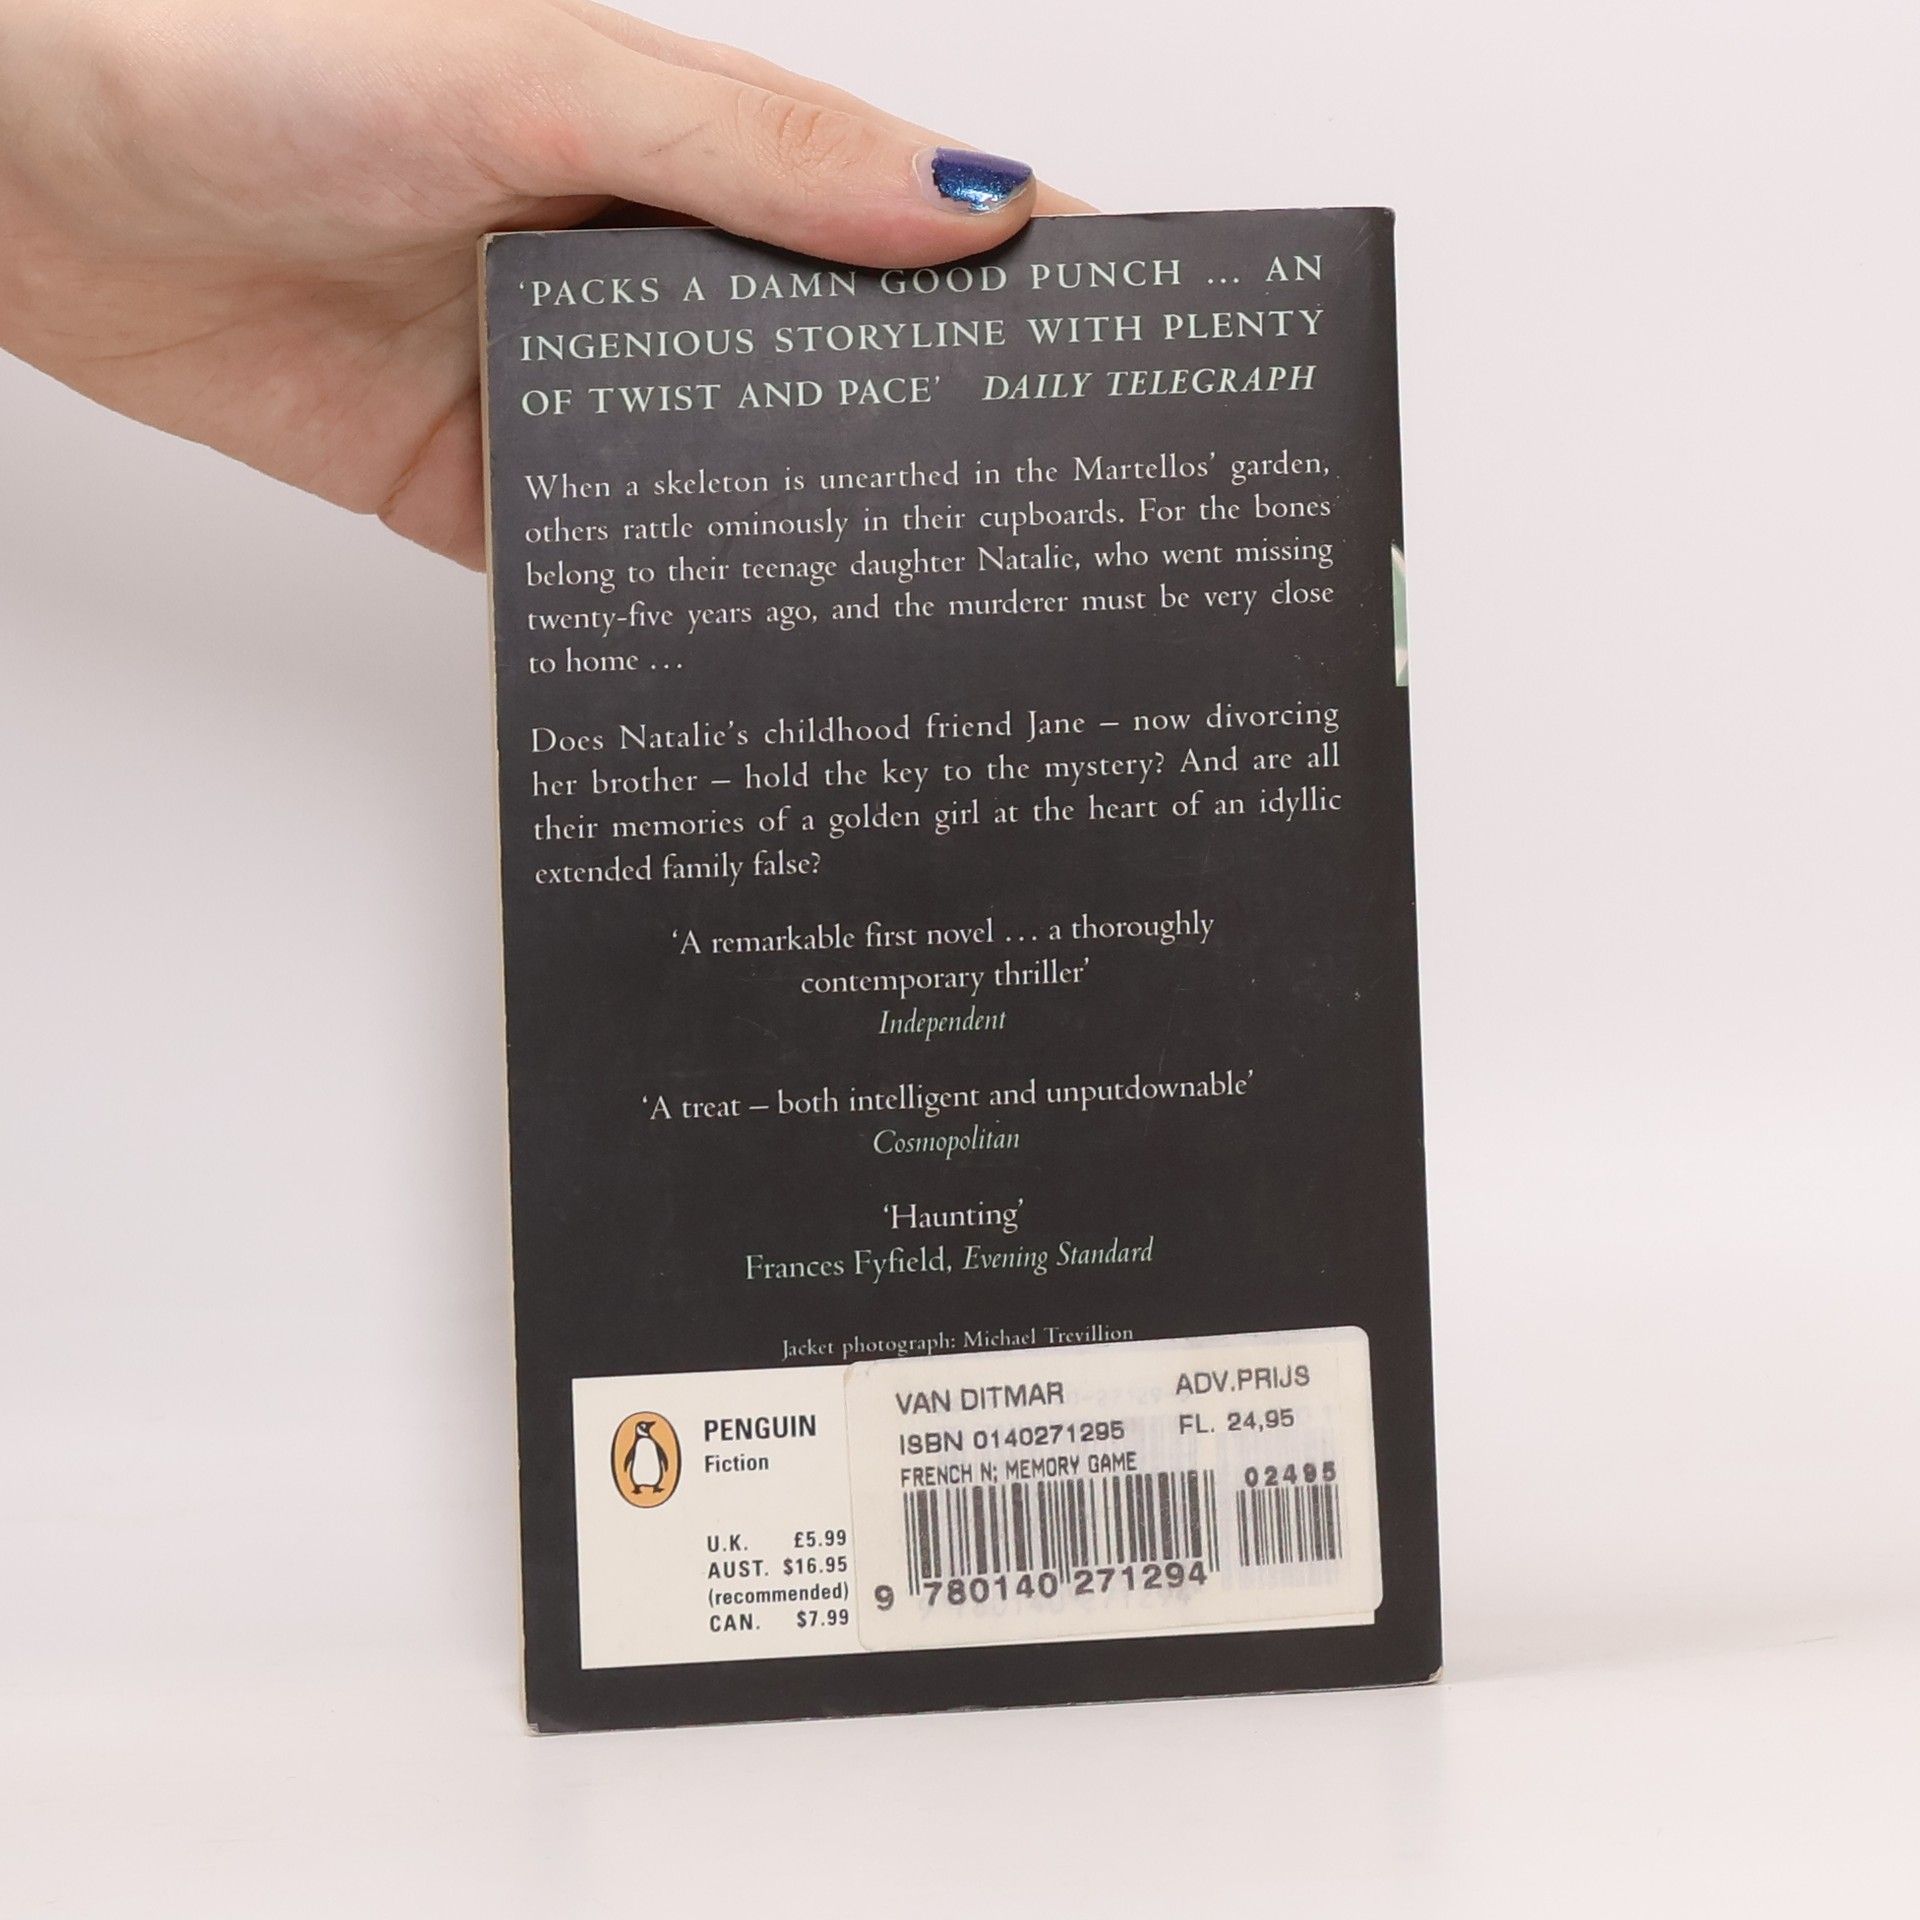 ‘PACKS A DAMN GOOD PUNCH ... AN
INGENIOUS STORYLINE WITH PLENTY
OF TWIST AND PACE’ DAILY TELEGRAPH
When a skeleton is unearthed in the Martellos’ garden,
others rattle ominously in their cupboards. For the bones
belong to their teenage daughter Natalie, who went missing
twenty-five years ago, and the murderer must be very close
to home ...
Does Natalie’s childhood friend Jane – now divorcing
her brother – hold the key to the mystery? And are all
their memories of a golden girl at the heart of an idyllic
extended family false?
‘A remarkable first novel ... a thoroughly
contemporary thriller’
Independent
‘A treat – both intelligent and unputdownable’
Cosmopolitan
‘Haunting’
Frances Fyfield, Evening Standard
Jacket photograph: Michael Trevillion
PENGUIN
Fiction
U.K. £5.99
AUST. $16.95
(recommended)
CAN. $7.99
VAN DITMAR ADV.PRIJS
ISBN 0140271295 FL. 24,95
FRENCH N; MEMORY GAME
02495
9 780140 271294